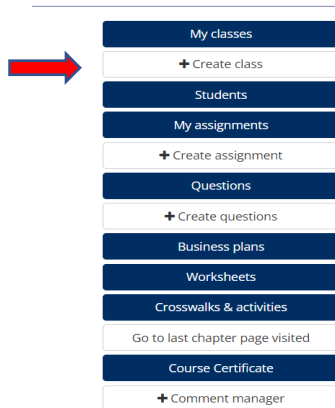 My classes
+ Create class
Students
My assignments
+ Create assignment
Questions
+ Create questions
Business plans
Worksheets
Crosswalks & activities
Go to last chapter page visited
Course Certificate
+ Comment manager